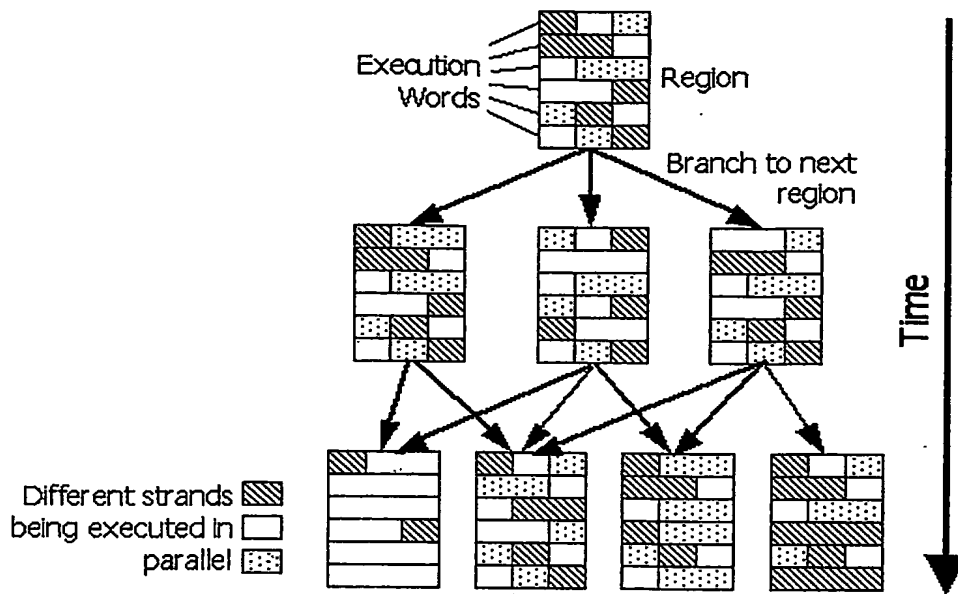 Execution
Words
Region
Branch to next
region
Time
Different strands
being executed in
parallel